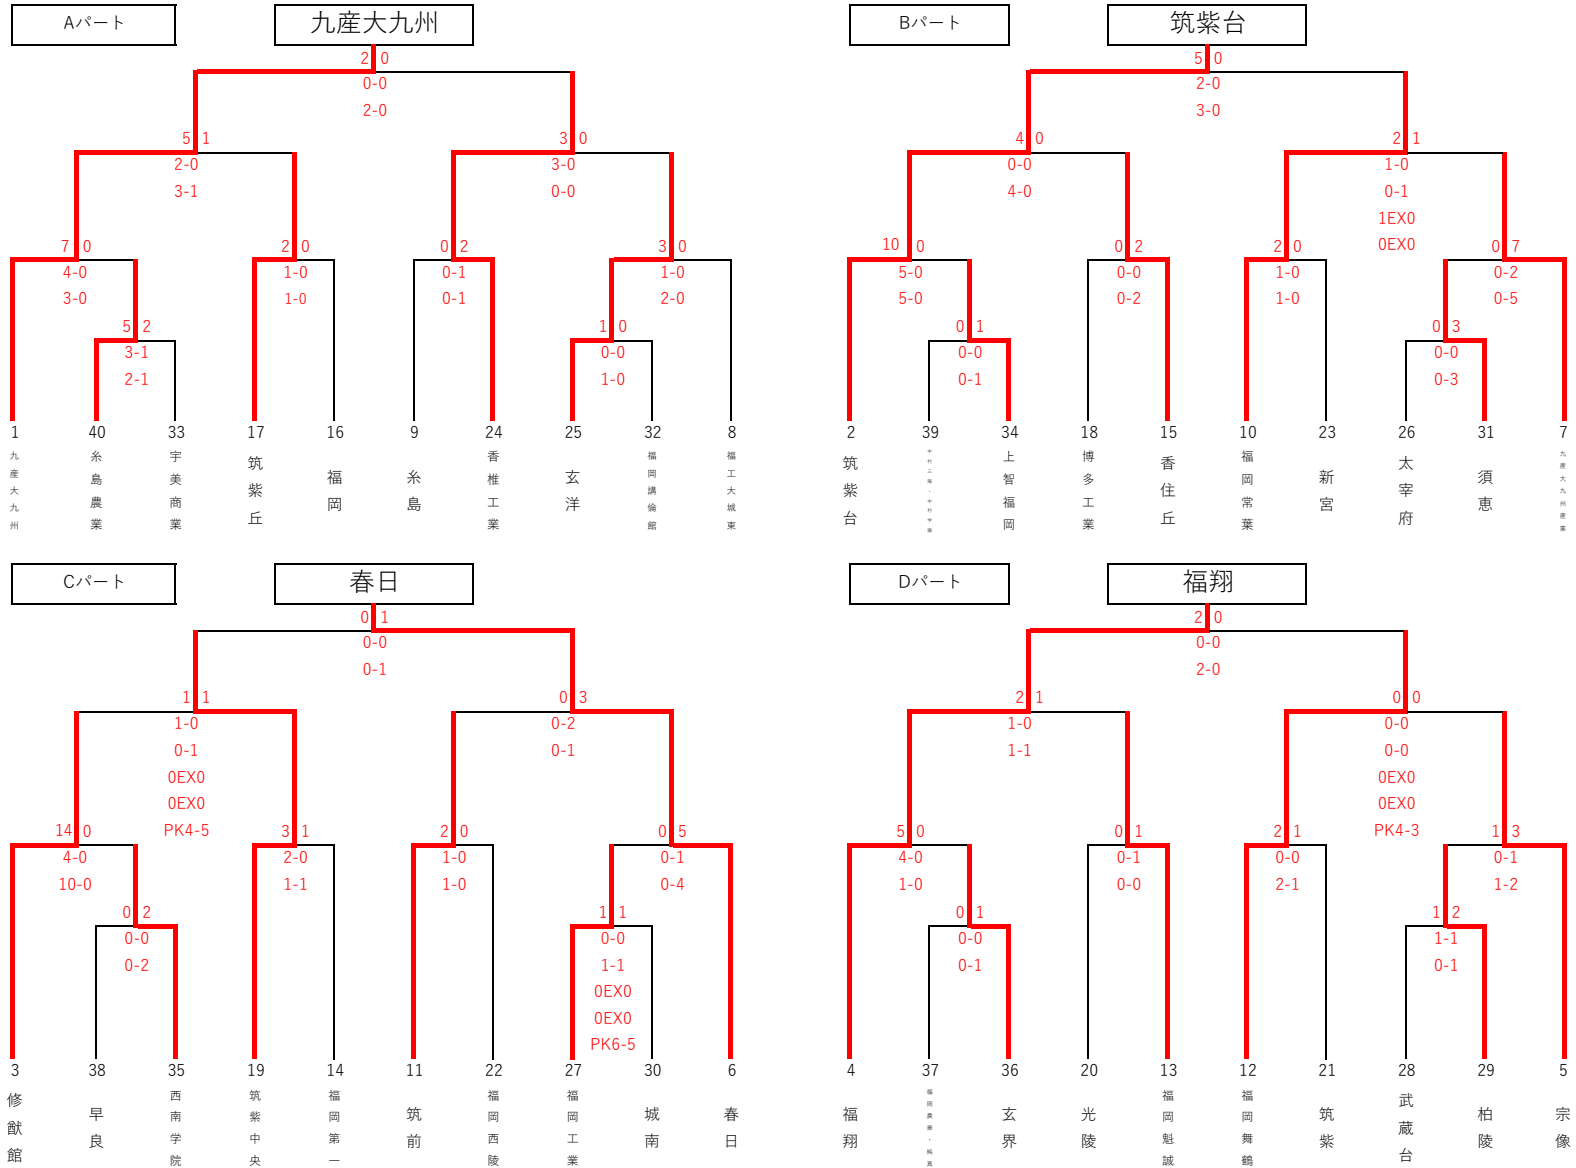 Aパート
九産大九州
2 0
0-0
2-0
5 1
2-0
3-1
3 0
3-0
0-0
7 0
4-0
3-0
2 0
1-0
1-0
0 2
0-1
0-1
3 0
1-0
2-0
5 2
3-1
2-1
1 0
0-0
1-0
1 40 33 17 16 9 24 25 32 8
九産大九州
糸島農業
宇美商業
筑紫丘
福岡
糸島
香椎工業
玄洋
福岡講倫館
福工大城東
Bパート
筑紫台
5 0
2-0
3-0
4 0
0-0
4-0
2 1
1-0
0-1
1EX0
0EX0
10 0
5-0
5-0
0 2
0-0
0-2
2 0
1-0
1-0
0 7
0-2
0-5
0 1
0-0
0-1
0 3
0-0
0-3
2 39 34 18 15 10 23 26 31 7
筑紫台
中村三陽・中村学園
上智福岡
博多工業
香住丘
福岡常葉
新宮
太宰府
須恵
九産大九州産業
Cパート
春日
0 1
0-0
0-1
1 1
1-0
0-1
0EX0
0EX0
PK4-5
0 3
0-2
0-1
14 0
4-0
10-0
3 1
2-0
1-1
2 0
1-0
1-0
0 5
0-1
0-4
0 2
0-0
0-2
1 1
0-0
1-1
0EX0
0EX0
PK6-5
3 38 35 19 14 11 22 27 30 6
修猷館
早良
西南学院
筑紫中央
福岡第一
筑前
福岡西陵
福岡工業
城南
春日
Dパート
福翔
2 0
0-0
2-0
2 1
1-0
1-1
0 0
0-0
0-0
0EX0
0EX0
PK4-3
5 0
4-0
1-0
0 1
0-1
0-0
2 1
0-0
2-1
1 3
0-1
1-2
0 1
0-0
0-1
1 2
1-1
0-1
4 37 36 20 13 12 21 28 29 5
福翔
福岡農業・純真
玄界
光陵
福岡魁誠
福岡舞鶴
筑紫
武蔵台
柏陵
宗像